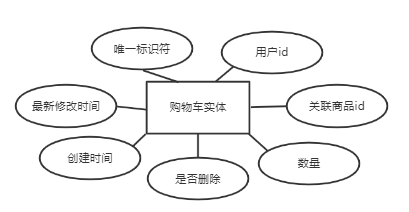 唯一标识符
用户id
最新修改时间
购物车实体
关联商品id
创建时间
是否删除
数量